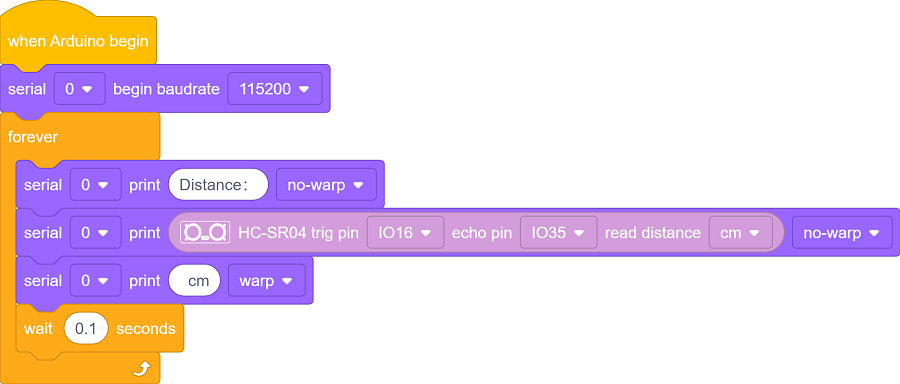 when Arduino begin
serial 0 begin baudrate 115200
forever
serial 0 print Distance： no-warp
serial 0 print HC-SR04 trig pin IO16 echo pin IO35 read distance cm no-warp
serial 0 print cm warp
wait 0.1 seconds